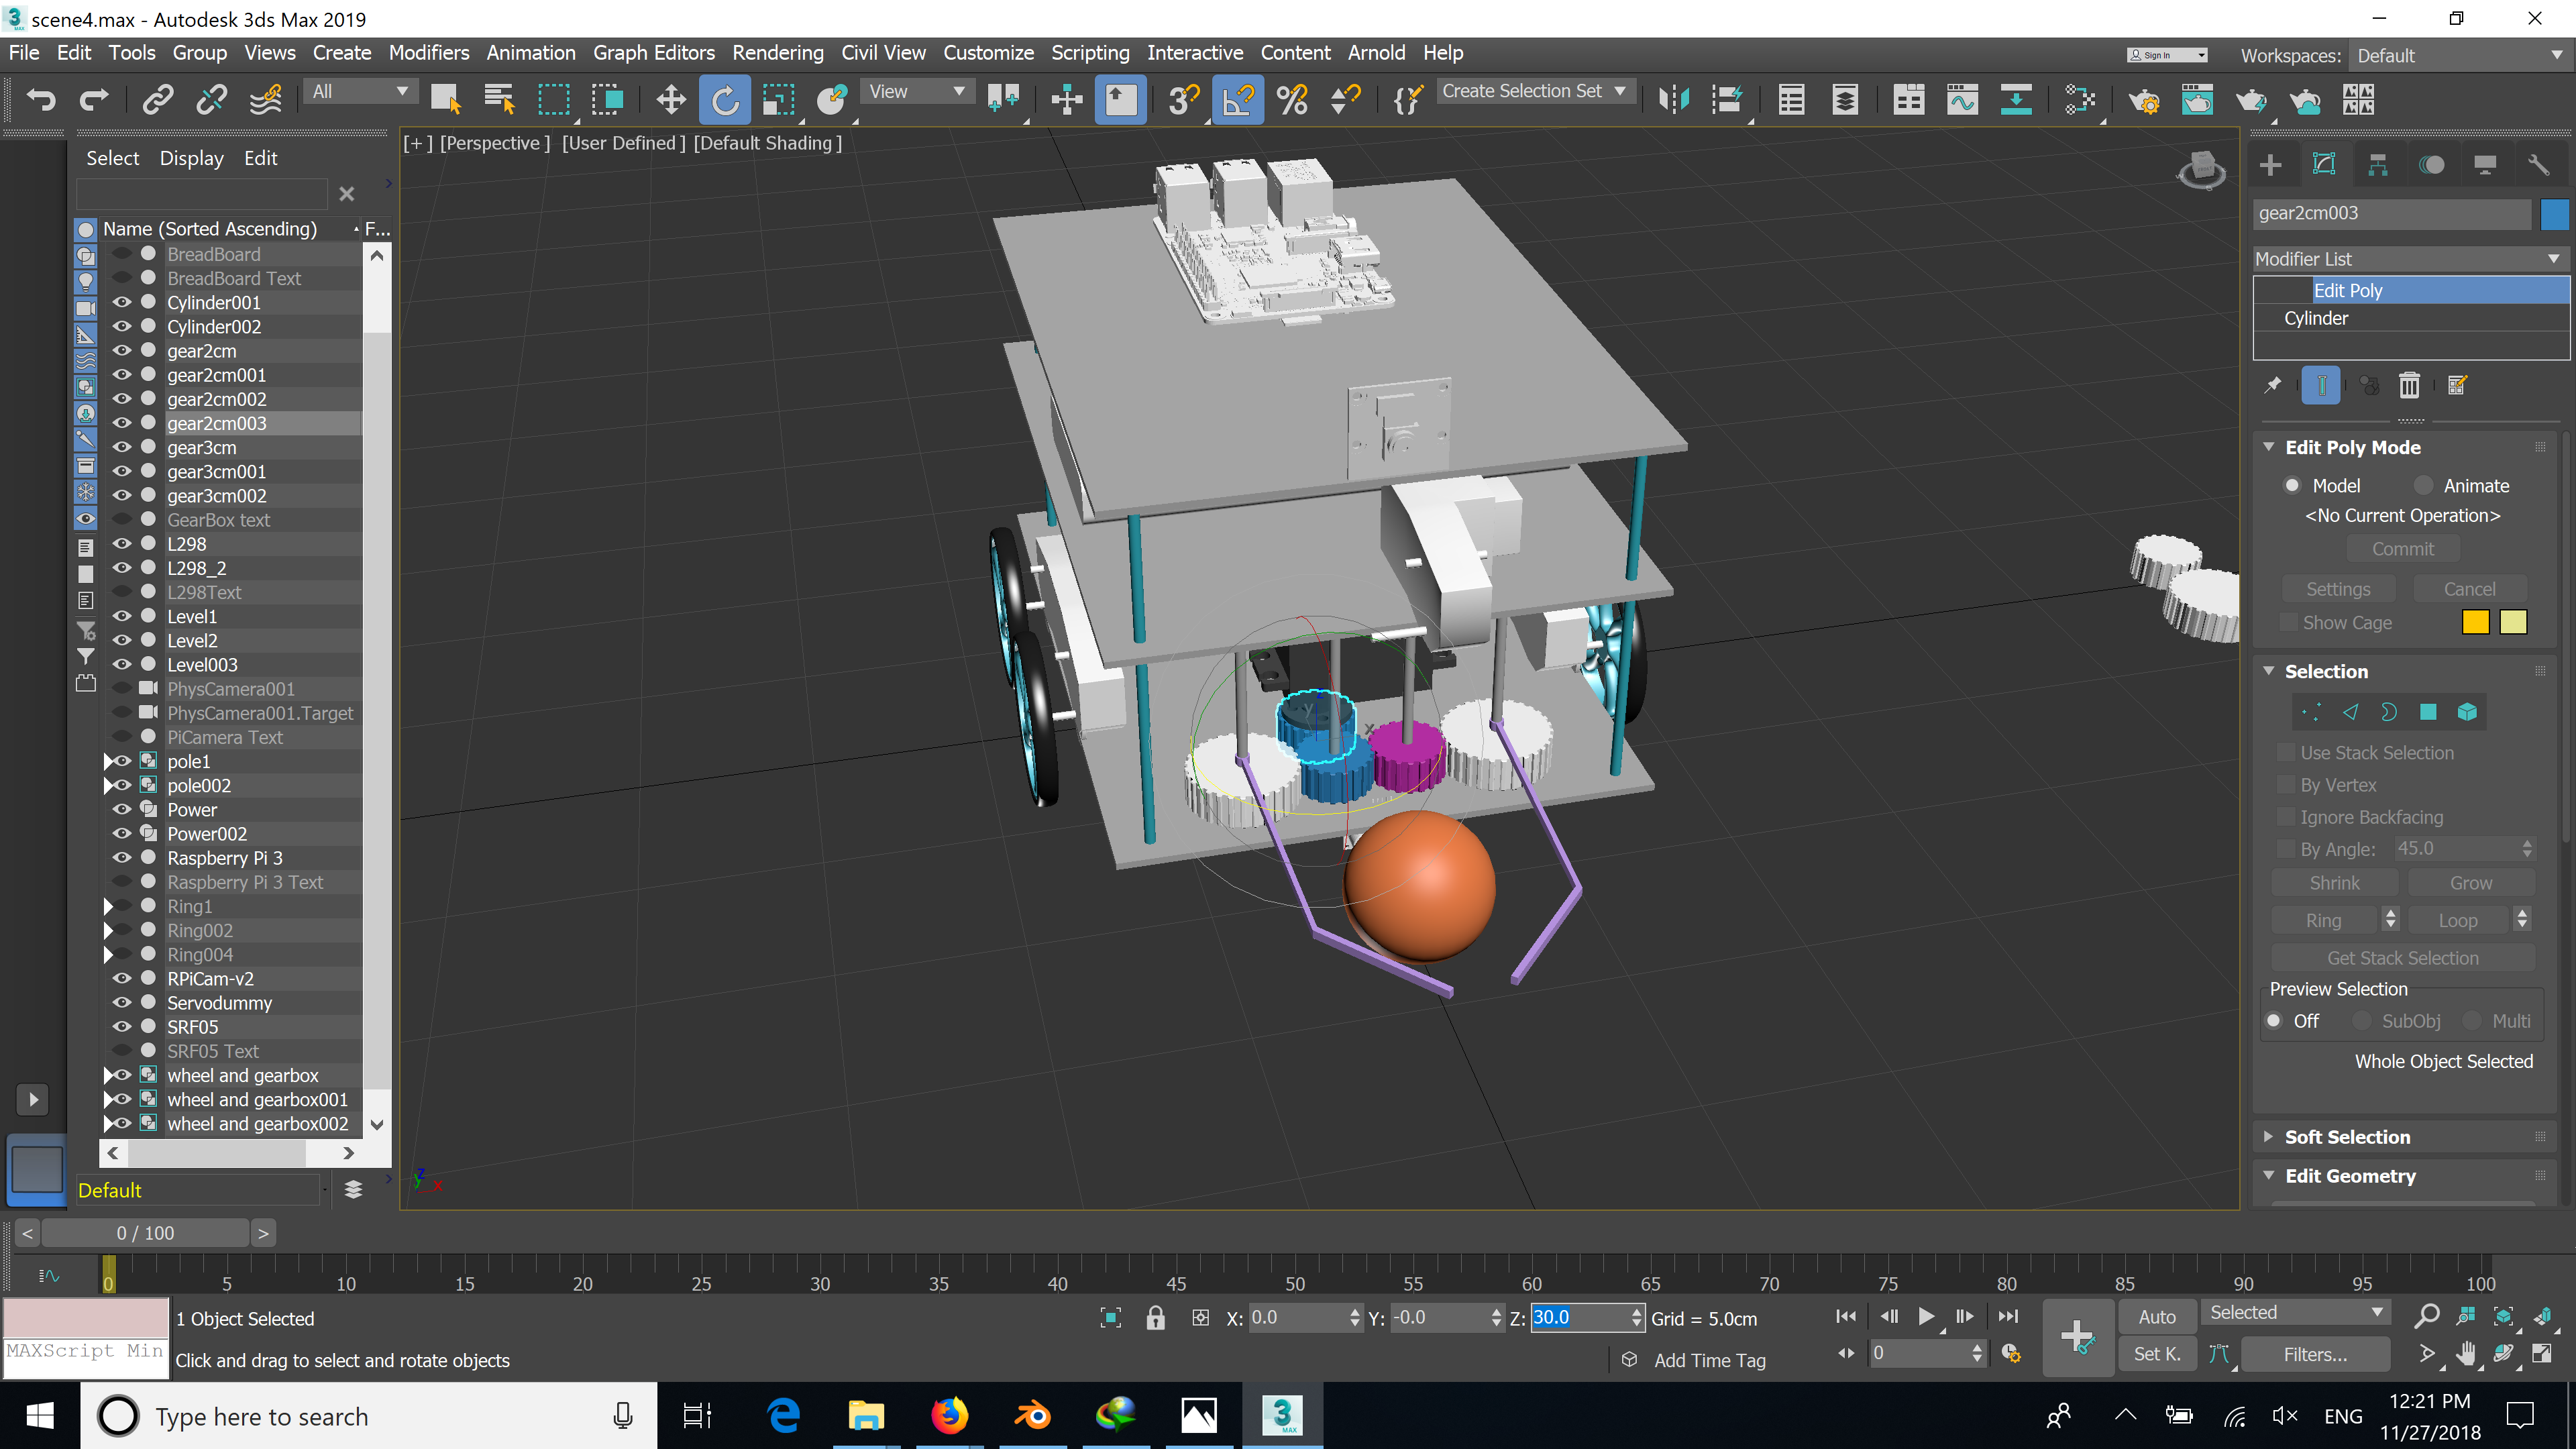 scene4.max - Autodesk 3ds Max 2019
File Edit Tools Group Views Create Modifiers Animation Graph Editors Rendering Civil View Customize Scripting Interactive Content Arnold Help
Sign In
Workspaces: Default
All
View
Create Selection Set
Select Display Edit
[+] [Perspective] [User Defined] [Default Shading]
Name (Sorted Ascending) F...
BreadBoard
BreadBoard Text
Cylinder001
Cylinder002
gear2cm
gear2cm001
gear2cm002
gear2cm003
gear3cm
gear3cm001
gear3cm002
GearBox text
L298
L298_2
L298Text
Level1
Level2
Level003
PhysCamera001
PhysCamera001.Target
PiCamera Text
pole1
pole002
Power
Power002
Raspberry Pi 3
Raspberry Pi 3 Text
Ring1
Ring002
Ring004
RPiCam-v2
Servodummy
SRF05
SRF05 Text
wheel and gearbox
wheel and gearbox001
wheel and gearbox002
Default
gear2cm003
Modifier List
Edit Poly
Cylinder
Edit Poly Mode
Model Animate
<No Current Operation>
Commit
Settings Cancel
Show Cage
Selection
Use Stack Selection
By Vertex
Ignore Backfacing
By Angle: 45.0
Shrink Grow
Ring Loop
Get Stack Selection
Preview Selection
Off SubObj Multi
Whole Object Selected
Soft Selection
Edit Geometry
< 0 / 100 >
0 5 10 15 20 25 30 35 40 45 50 55 60 65 70 75 80 85 90 95 100
1 Object Selected
X: 0.0 Y: -0.0 Z: 30.0 Grid = 5.0cm
Auto Selected
MAXScript Min
Click and drag to select and rotate objects
Add Time Tag
0
Set K. Filters...
Type here to search
ENG
12:21 PM
11/27/2018